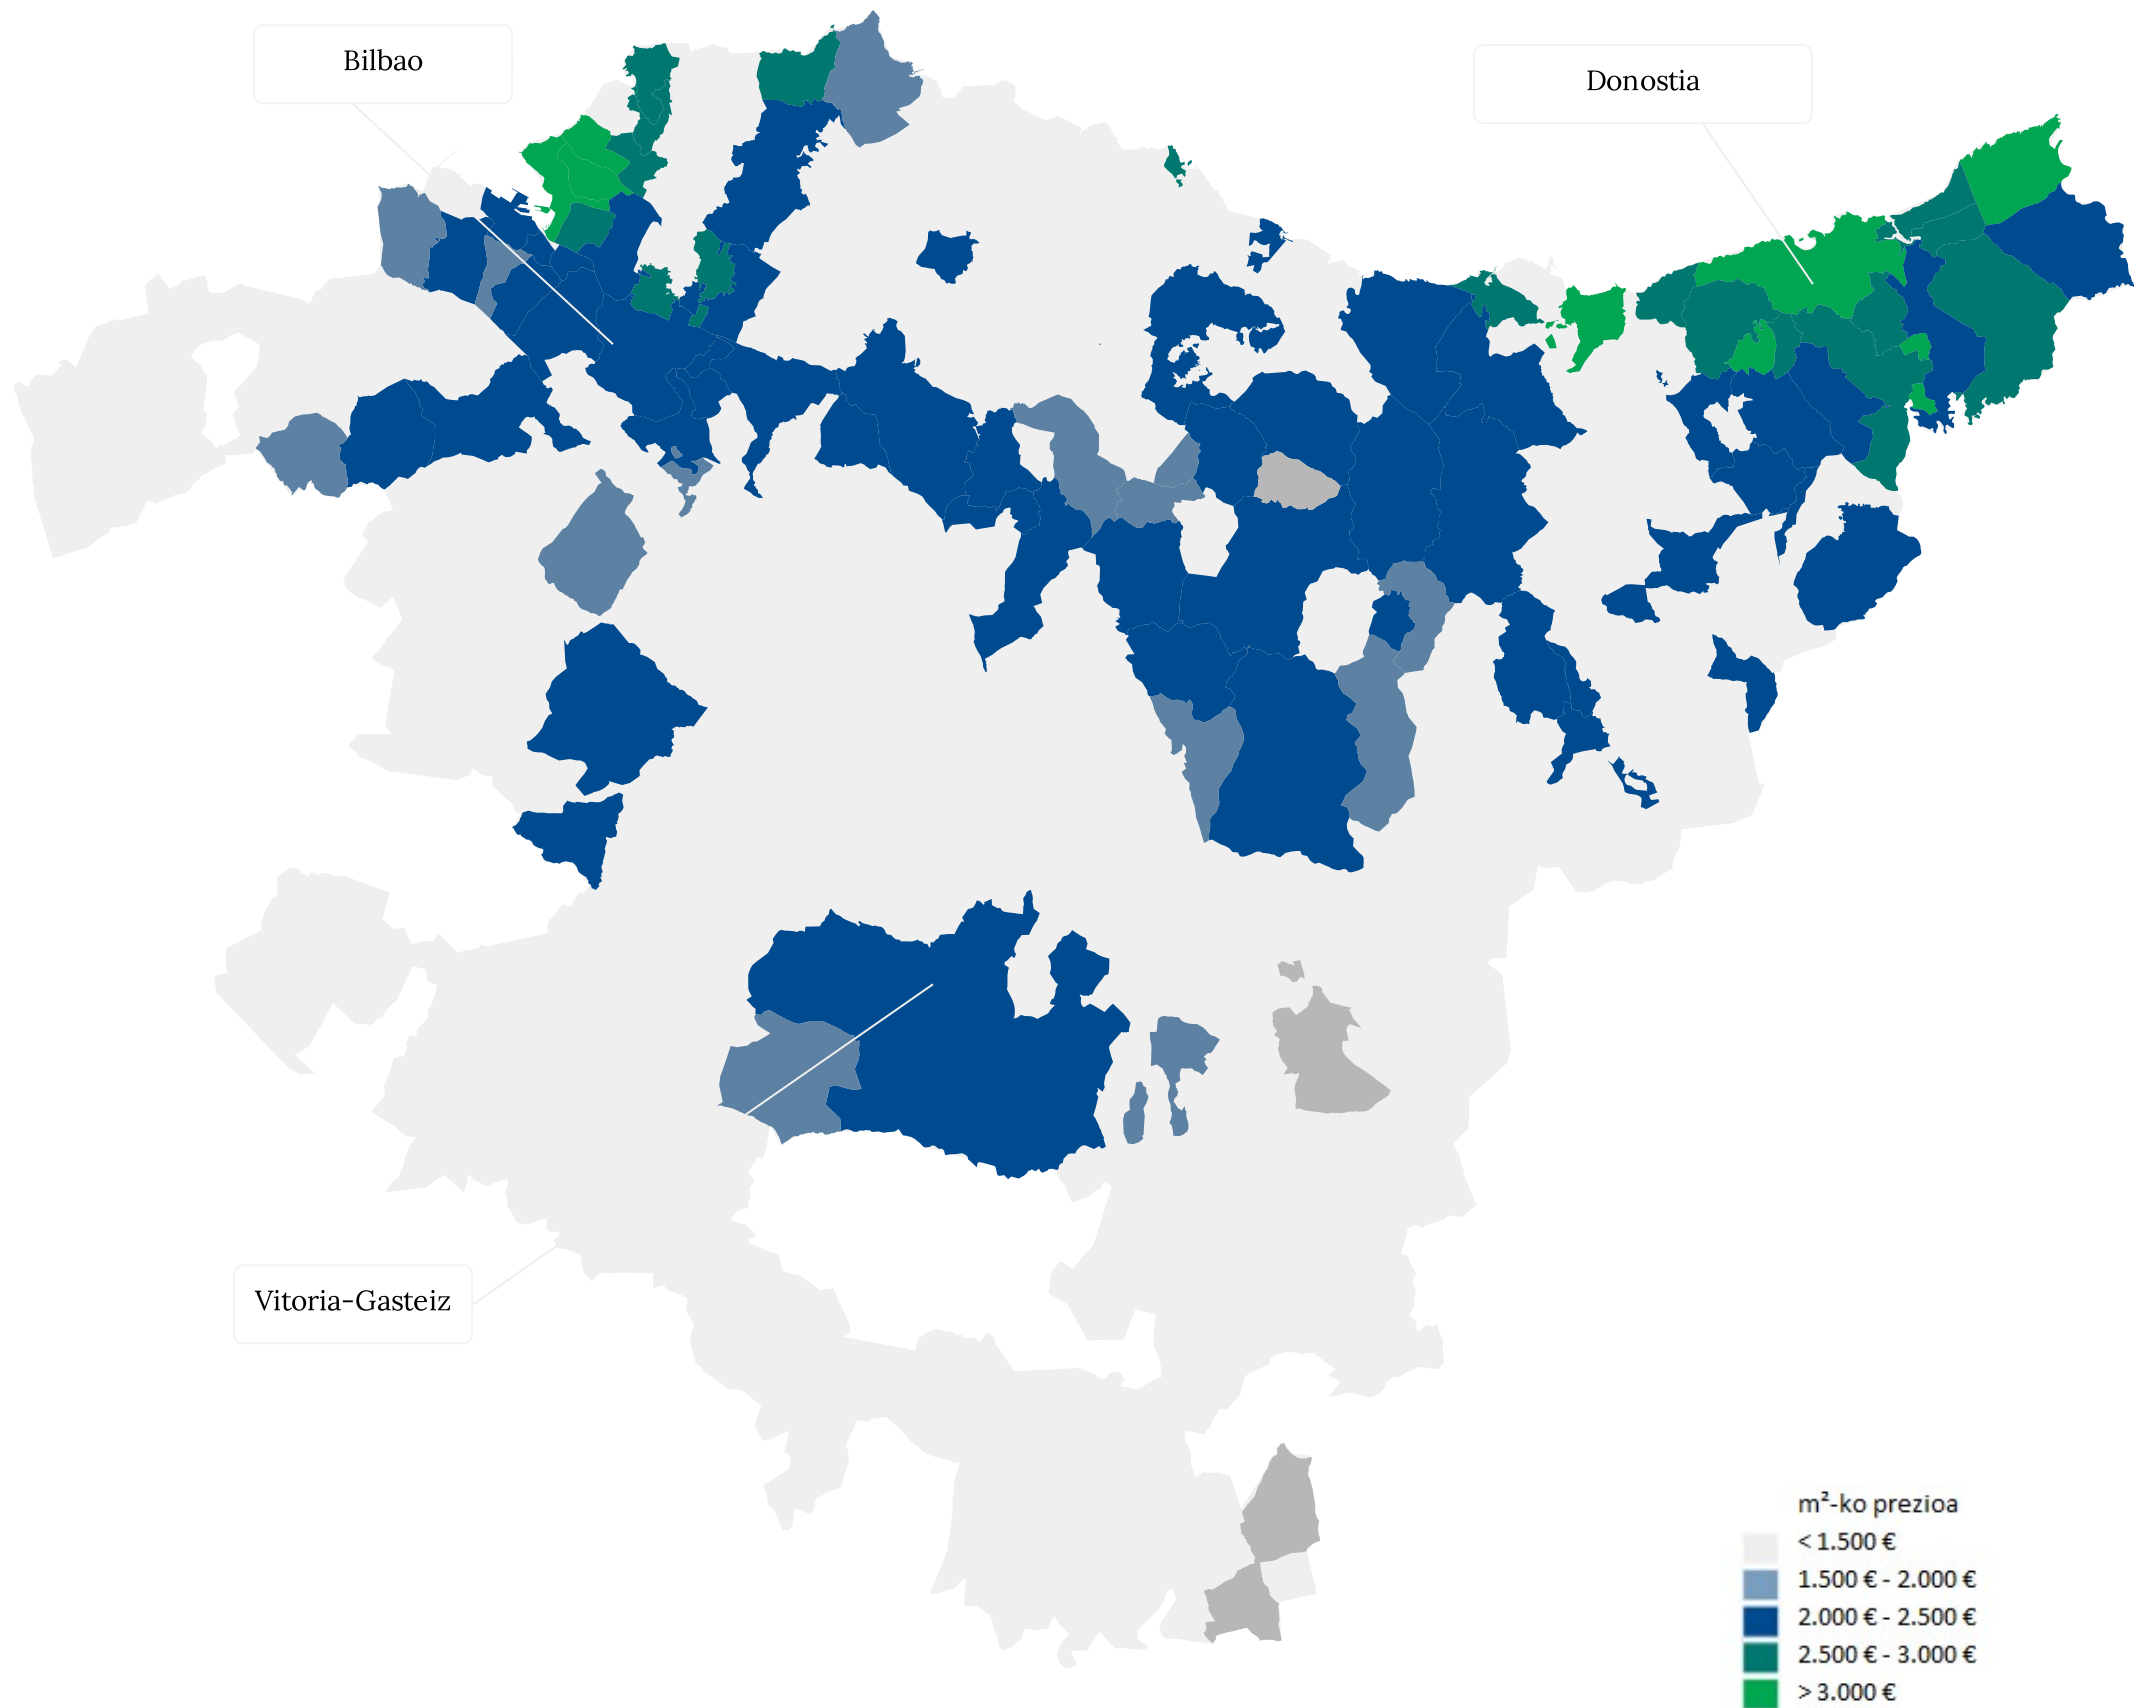 Bilbao
Donostia
Vitoria-Gasteiz
m²-ko prezioa
< 1.500 €
1.500 € - 2.000 €
2.000 € - 2.500 €
2.500 € - 3.000 €
> 3.000 €